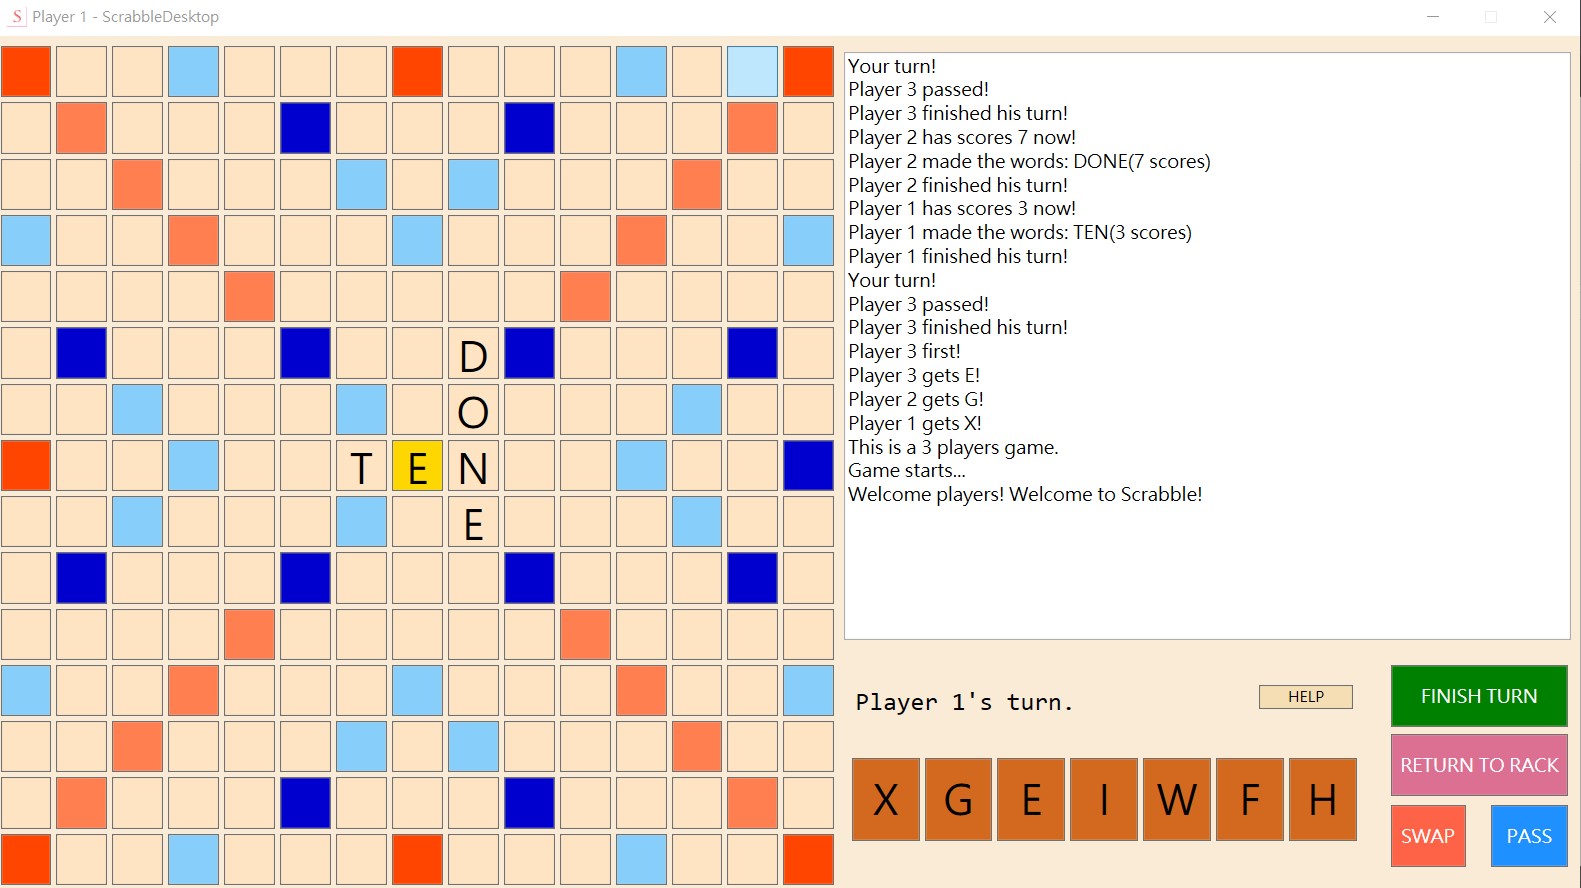 S Player 1 - ScrabbleDesktop
Your turn!
Player 3 passed!
Player 3 finished his turn!
Player 2 has scores 7 now!
Player 2 made the words: DONE(7 scores)
Player 2 finished his turn!
Player 1 has scores 3 now!
Player 1 made the words: TEN(3 scores)
Player 1 finished his turn!
Your turn!
Player 3 passed!
Player 3 finished his turn!
Player 3 first!
Player 3 gets E!
Player 2 gets G!
Player 1 gets X!
This is a 3 players game.
Game starts...
Welcome players! Welcome to Scrabble!
D
O
T E N
E
Player 1's turn.
HELP
FINISH TURN
RETURN TO RACK
X G E I W F H
SWAP PASS